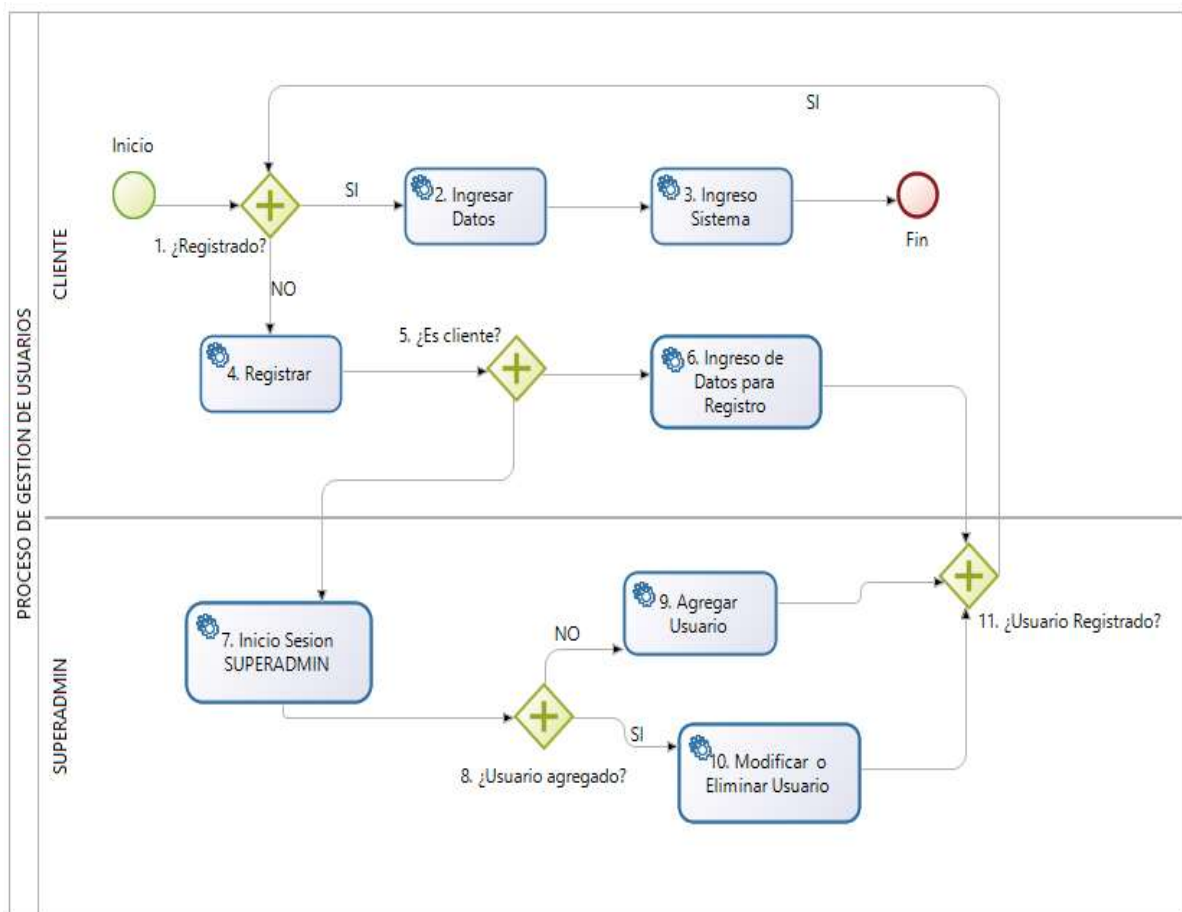 PROCESO DE GESTION DE USUARIOS
CLIENTE
SI
Inicio
SI
2. Ingresar
Datos
3. Ingreso
Sistema
Fin
1. ¿Registrado?
NO
4. Registrar
5. ¿Es cliente?
6. Ingreso de
Datos para
Registro
SUPERADMIN
7. Inicio Sesion
SUPERADMIN
8. ¿Usuario agregado?
NO
9. Agregar
Usuario
SI
10. Modificar o
Eliminar Usuario
11. ¿Usuario Registrado?